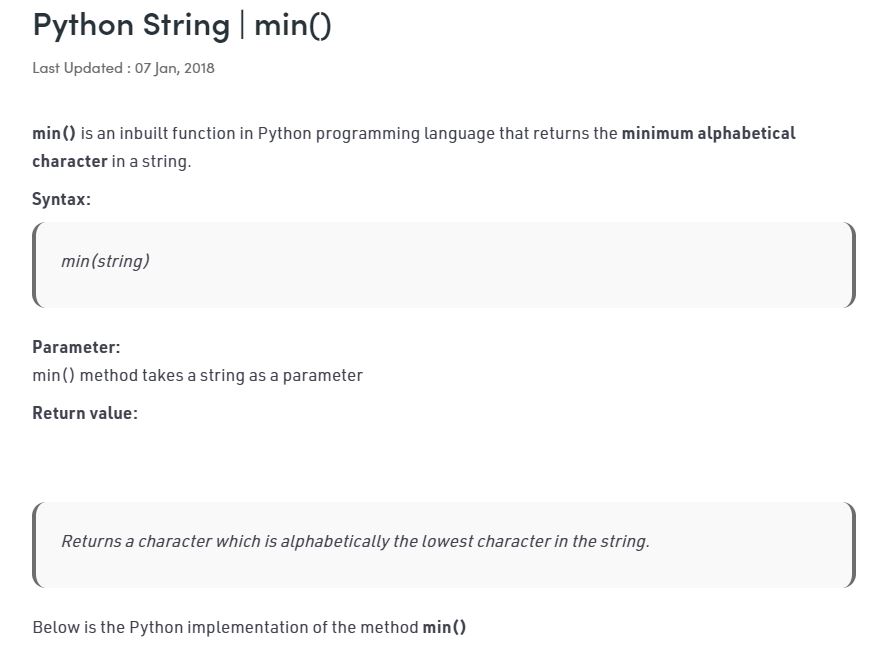 Python String | min()
Last Updated : 07 Jan, 2018
min() is an inbuilt function in Python programming language that returns the minimum alphabetical
character in a string.
Syntax:
min(string)
Parameter:
min() method takes a string as a parameter
Return value:
Returns a character which is alphabetically the lowest character in the string.
Below is the Python implementation of the method min()